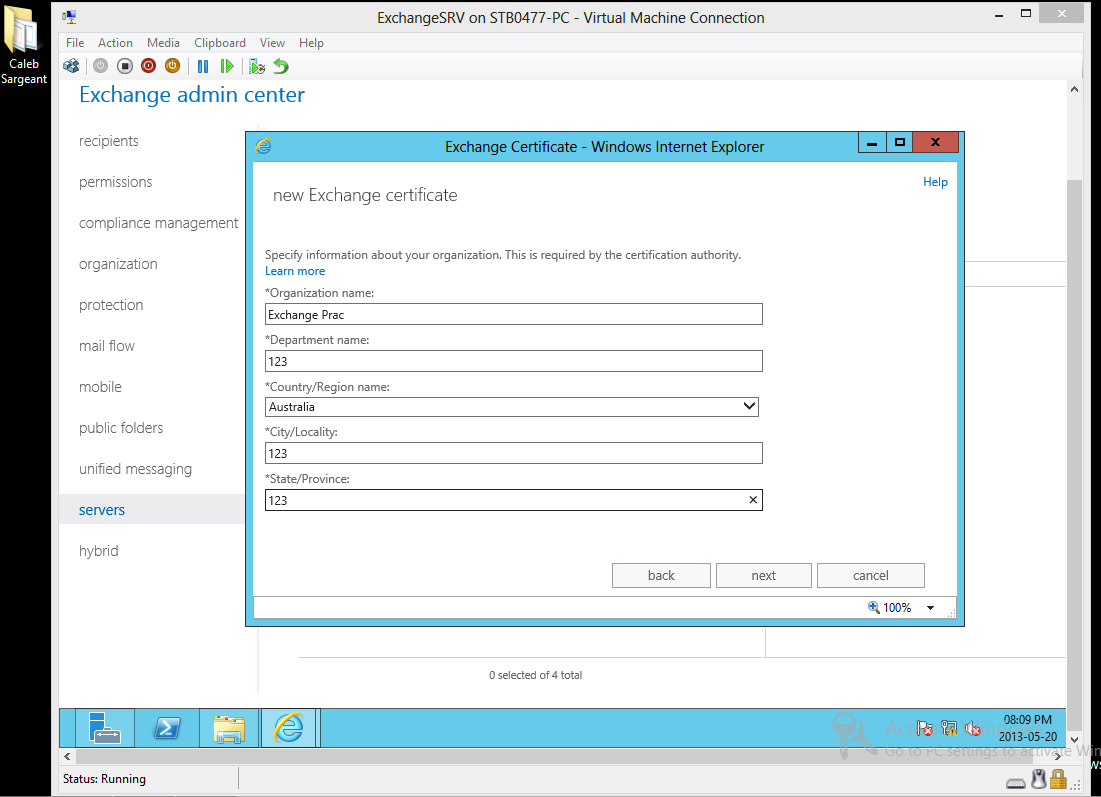 Caleb
Sargeant
ExchangeSRV on STB0477-PC - Virtual Machine Connection
File Action Media Clipboard View Help
Exchange admin center
recipients
permissions
compliance management
organization
protection
mail flow
mobile
public folders
unified messaging
servers
hybrid
Exchange Certificate - Windows Internet Explorer
Help
new Exchange certificate
Specify information about your organization. This is required by the certification authority.
Learn more
*Organization name:
Exchange Prac
*Department name:
123
*Country/Region name:
Australia
*City/Locality:
123
*State/Province:
123
back next cancel
100%
0 selected of 4 total
08:09 PM
2013-05-20
Go to PC settings to activate Win
Status: Running